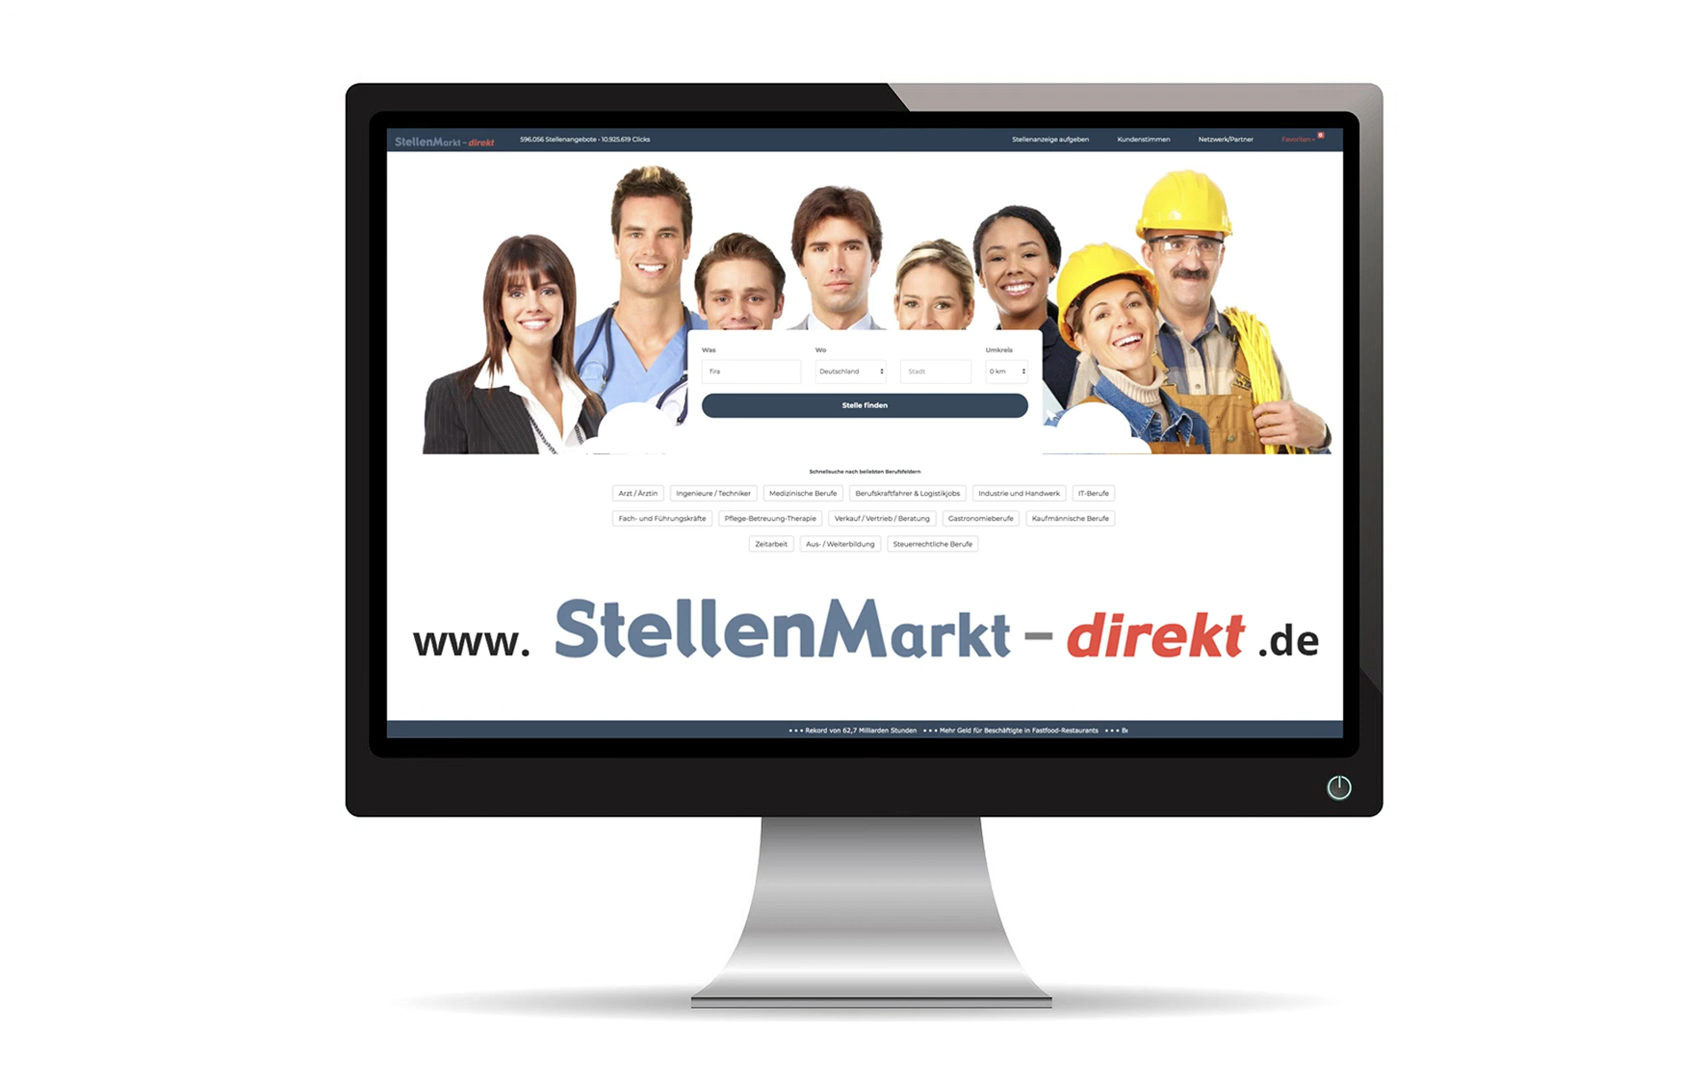 StellenMarkt-direkt 596.056 Stellenangebote • 10.925.619 Clicks Stellenanzeige aufgeben Kundenstimmen Netzwerk/Partner Favoriten
Was Wo Umkreis
fira Deutschland Stadt 0 km
Stelle finden
Schnellsuche nach beliebten Berufsfeldern
Arzt / Ärztin Ingenieure / Techniker Medizinische Berufe Berufskraftfahrer & Logistikjobs Industrie und Handwerk IT-Berufe
Fach- und Führungskräfte Pflege-Betreuung-Therapie Verkauf / Vertrieb / Beratung Gastronomieberufe Kaufmännische Berufe
Zeitarbeit Aus- / Weiterbildung Steuerrechtliche Berufe
www. StellenMarkt-direkt .de
• • • Rekord von 62,7 Milliarden Stunden • • • Mehr Geld für Beschäftigte in Fastfood-Restaurants • • • Be